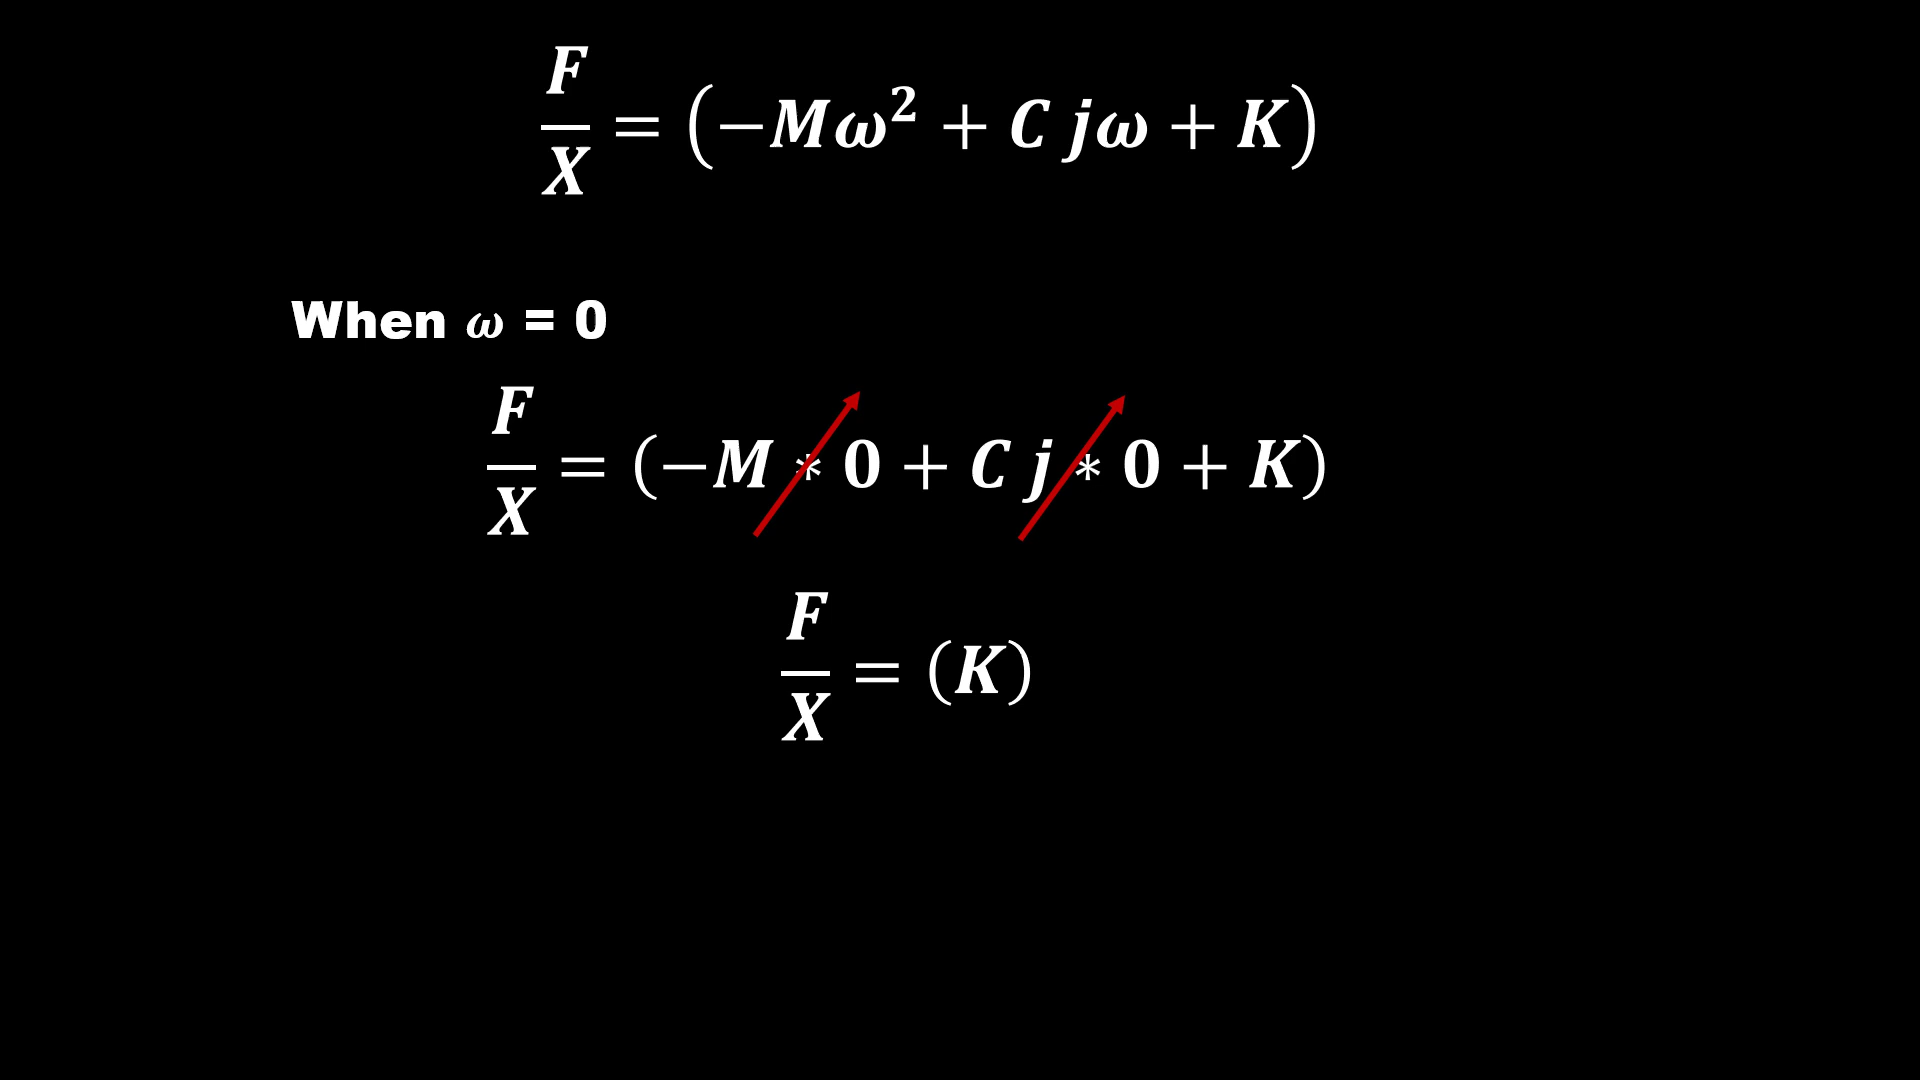 F/X = (−Mω² + C jω + K)
When ω = 0
F/X = (−M ∗ 0 + C j ∗ 0 + K)
F/X = (K)